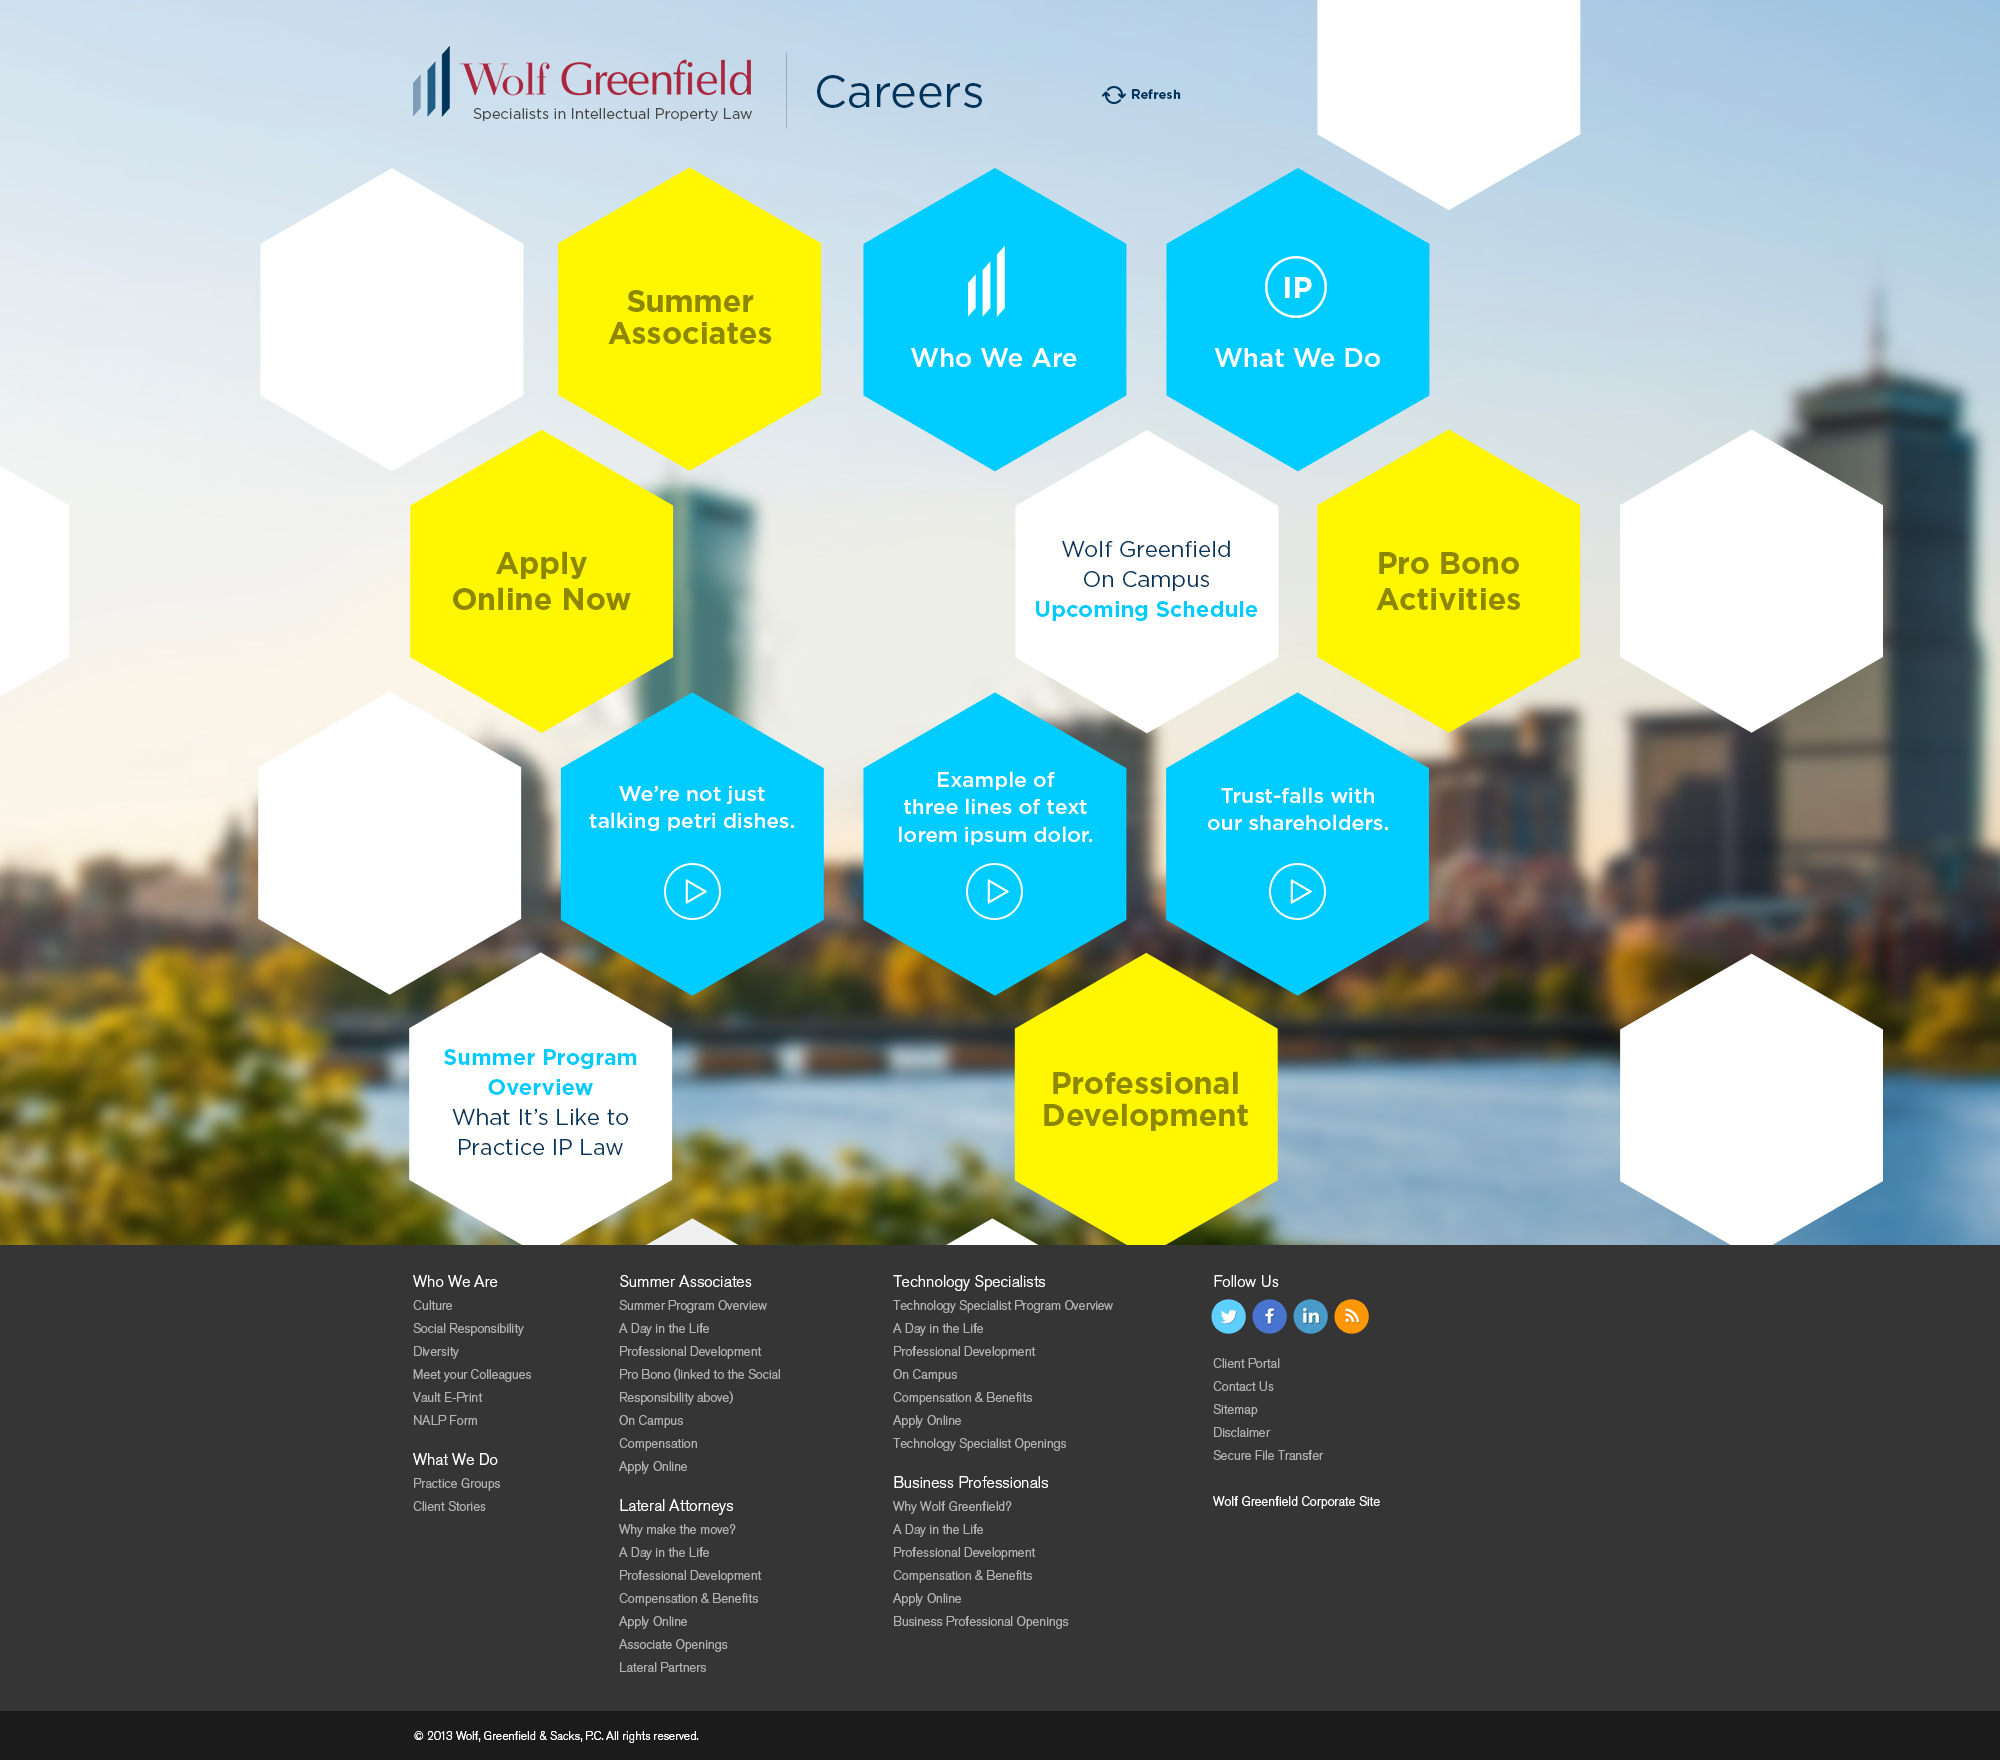 Wolf Greenfield
Specialists in Intellectual Property Law
Careers
Refresh
Summer
Associates
Who We Are
IP
What We Do
Apply
Online Now
Wolf Greenfield
On Campus
Upcoming Schedule
Pro Bono
Activities
We're not just
talking petri dishes.
Example of
three lines of text
lorem ipsum dolor.
Trust-falls with
our shareholders.
Summer Program
Overview
What It's Like to
Practice IP Law
Professional
Development
Who We Are
Culture
Social Responsibility
Diversity
Meet your Colleagues
Vault E-Print
NALP Form
What We Do
Practice Groups
Client Stories
Summer Associates
Summer Program Overview
A Day in the Life
Professional Development
Pro Bono (linked to the Social
Responsibility above)
On Campus
Compensation
Apply Online
Lateral Attorneys
Why make the move?
A Day in the Life
Professional Development
Compensation & Benefits
Apply Online
Associate Openings
Lateral Partners
Technology Specialists
Technology Specialist Program Overview
A Day in the Life
Professional Development
On Campus
Compensation & Benefits
Apply Online
Technology Specialist Openings
Business Professionals
Why Wolf Greenfield?
A Day in the Life
Professional Development
Compensation & Benefits
Apply Online
Business Professional Openings
Follow Us
Client Portal
Contact Us
Sitemap
Disclaimer
Secure File Transfer
Wolf Greenfield Corporate Site
© 2013 Wolf, Greenfield & Sacks, P.C. All rights reserved.